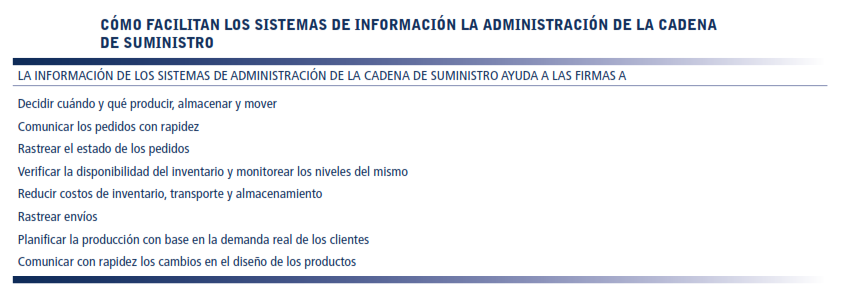 CÓMO FACILITAN LOS SISTEMAS DE INFORMACIÓN LA ADMINISTRACIÓN DE LA CADENA
DE SUMINISTRO
LA INFORMACIÓN DE LOS SISTEMAS DE ADMINISTRACIÓN DE LA CADENA DE SUMINISTRO AYUDA A LAS FIRMAS A
Decidir cuándo y qué producir, almacenar y mover
Comunicar los pedidos con rapidez
Rastrear el estado de los pedidos
Verificar la disponibilidad del inventario y monitorear los niveles del mismo
Reducir costos de inventario, transporte y almacenamiento
Rastrear envíos
Planificar la producción con base en la demanda real de los clientes
Comunicar con rapidez los cambios en el diseño de los productos